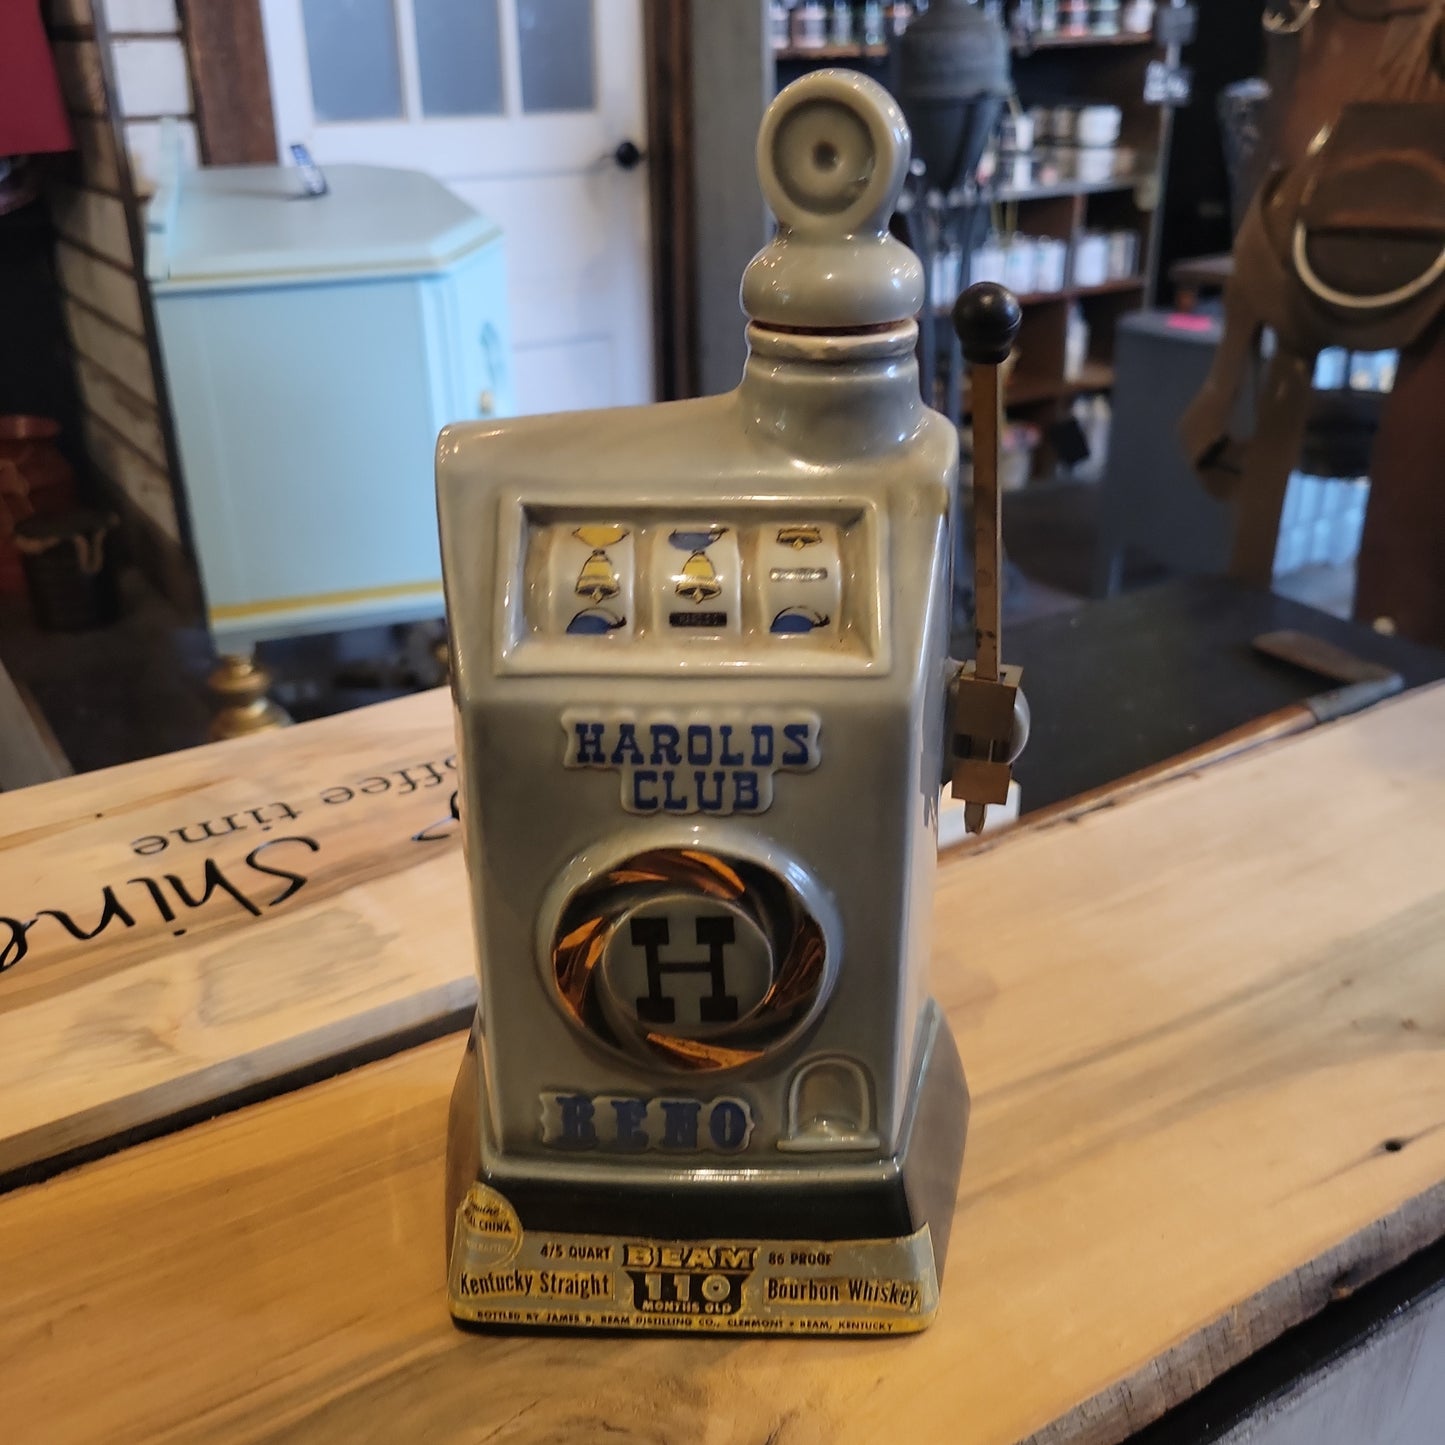 HAROLDS
CLUB
H
RENO
CHINA
4/5 QUART BEAM 86 PROOF
Kentucky Straight 110 Bourbon Whiskey
MONTHS OLD
BOTTLED BY JAMES B. BEAM DISTILLING CO., CLERMONT • BEAM, KENTUCKY
Shine
coffee time